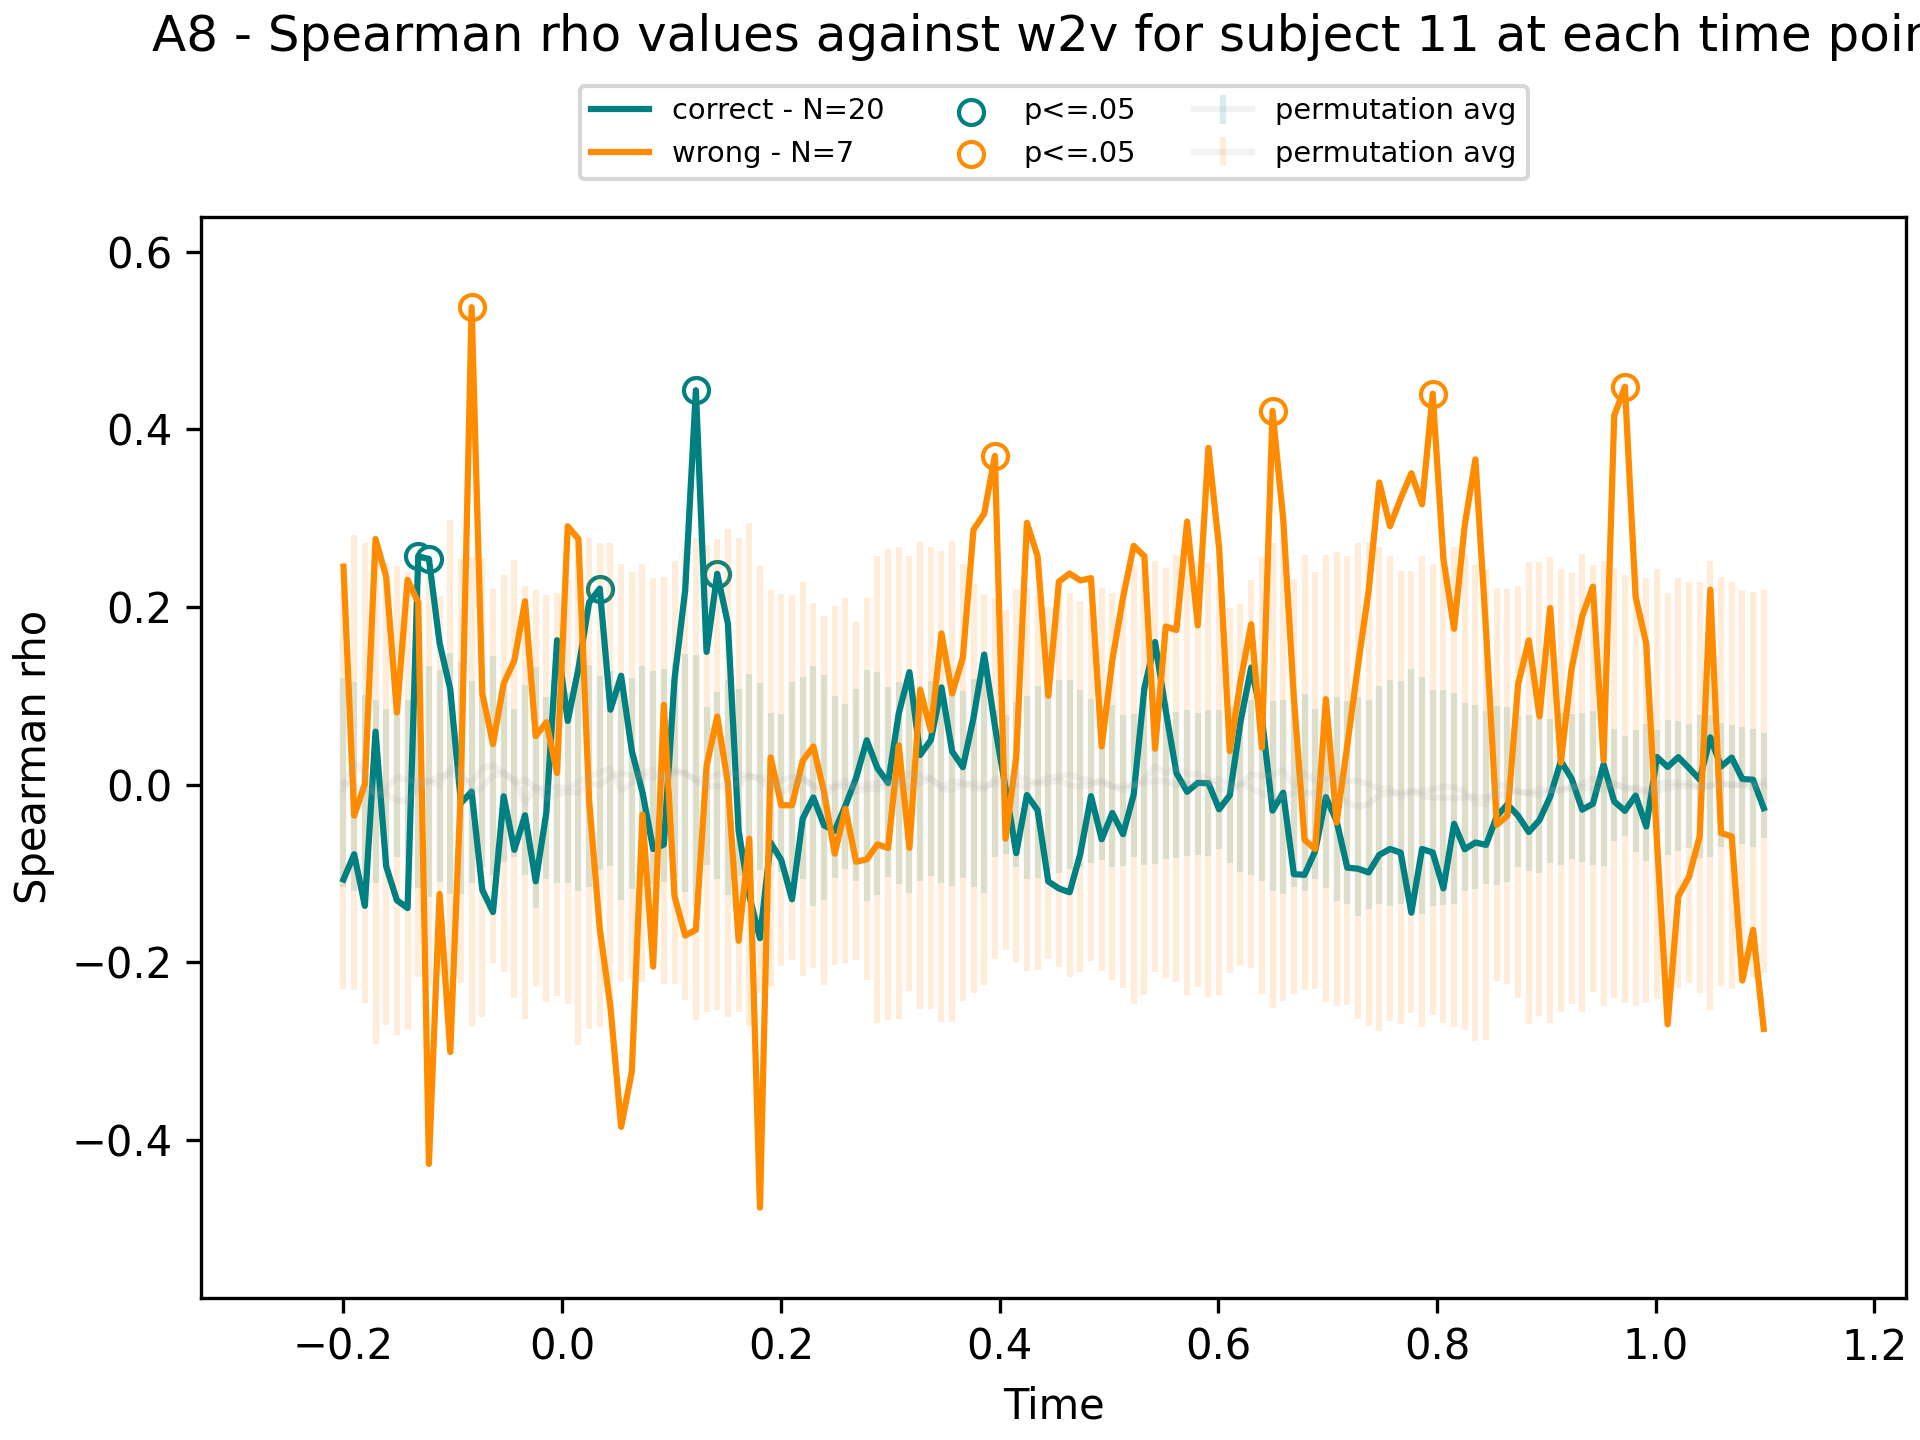 A8 - Spearman rho values against w2v for subject 11 at each time
correct - N=20 p<=.05 permutation avg
wrong - N=7 p<=.05 permutation avg
0.6
0.4
0.2
0.0
−0.2
−0.4
Spearman rho
−0.2 0.0 0.2 0.4 0.6 0.8 1.0 1.2
Time